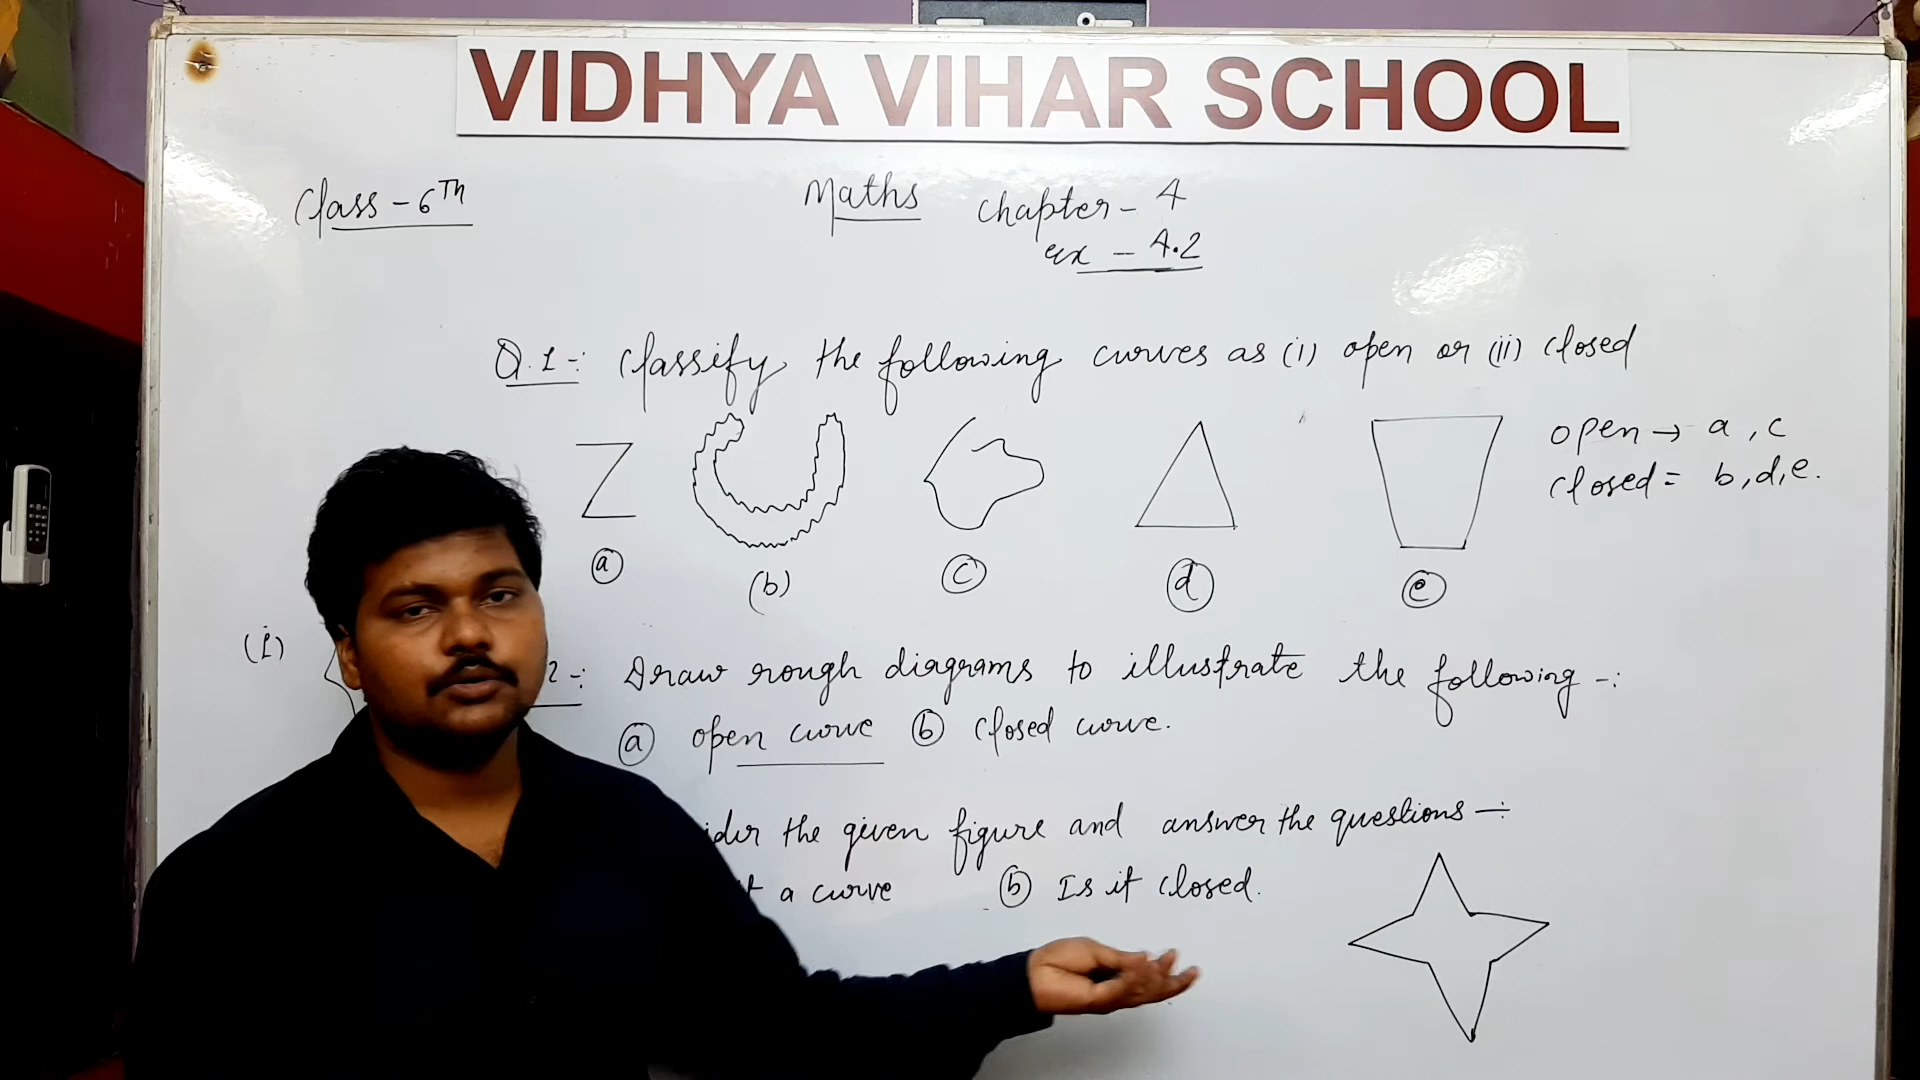 VIDHYA VIHAR SCHOOL
Class - 6Th
Maths
Chapter - 4
ex - 4.2
Q.1 -: Classify the following curves as (i) open or (ii) closed
open → a, c
closed = b, d, e.
a
(b)
c
d
e
(i)
2 -: Draw rough diagrams to illustrate the following -:
a open curve b closed curve.
the given figure and answer the questions -:
a curve b Is it closed.